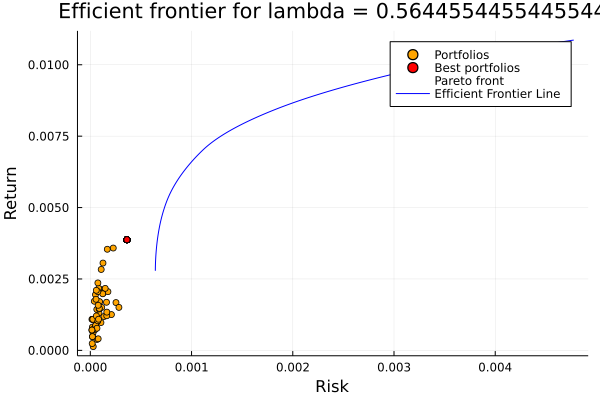 Efficient frontier for lambda = 0.5644554455445544
Portfolios
Best portfolios
Pareto front
Efficient Frontier Line
Return
0.0100
0.0075
0.0050
0.0025
0.0000
0.000 0.001 0.002 0.003 0.004
Risk